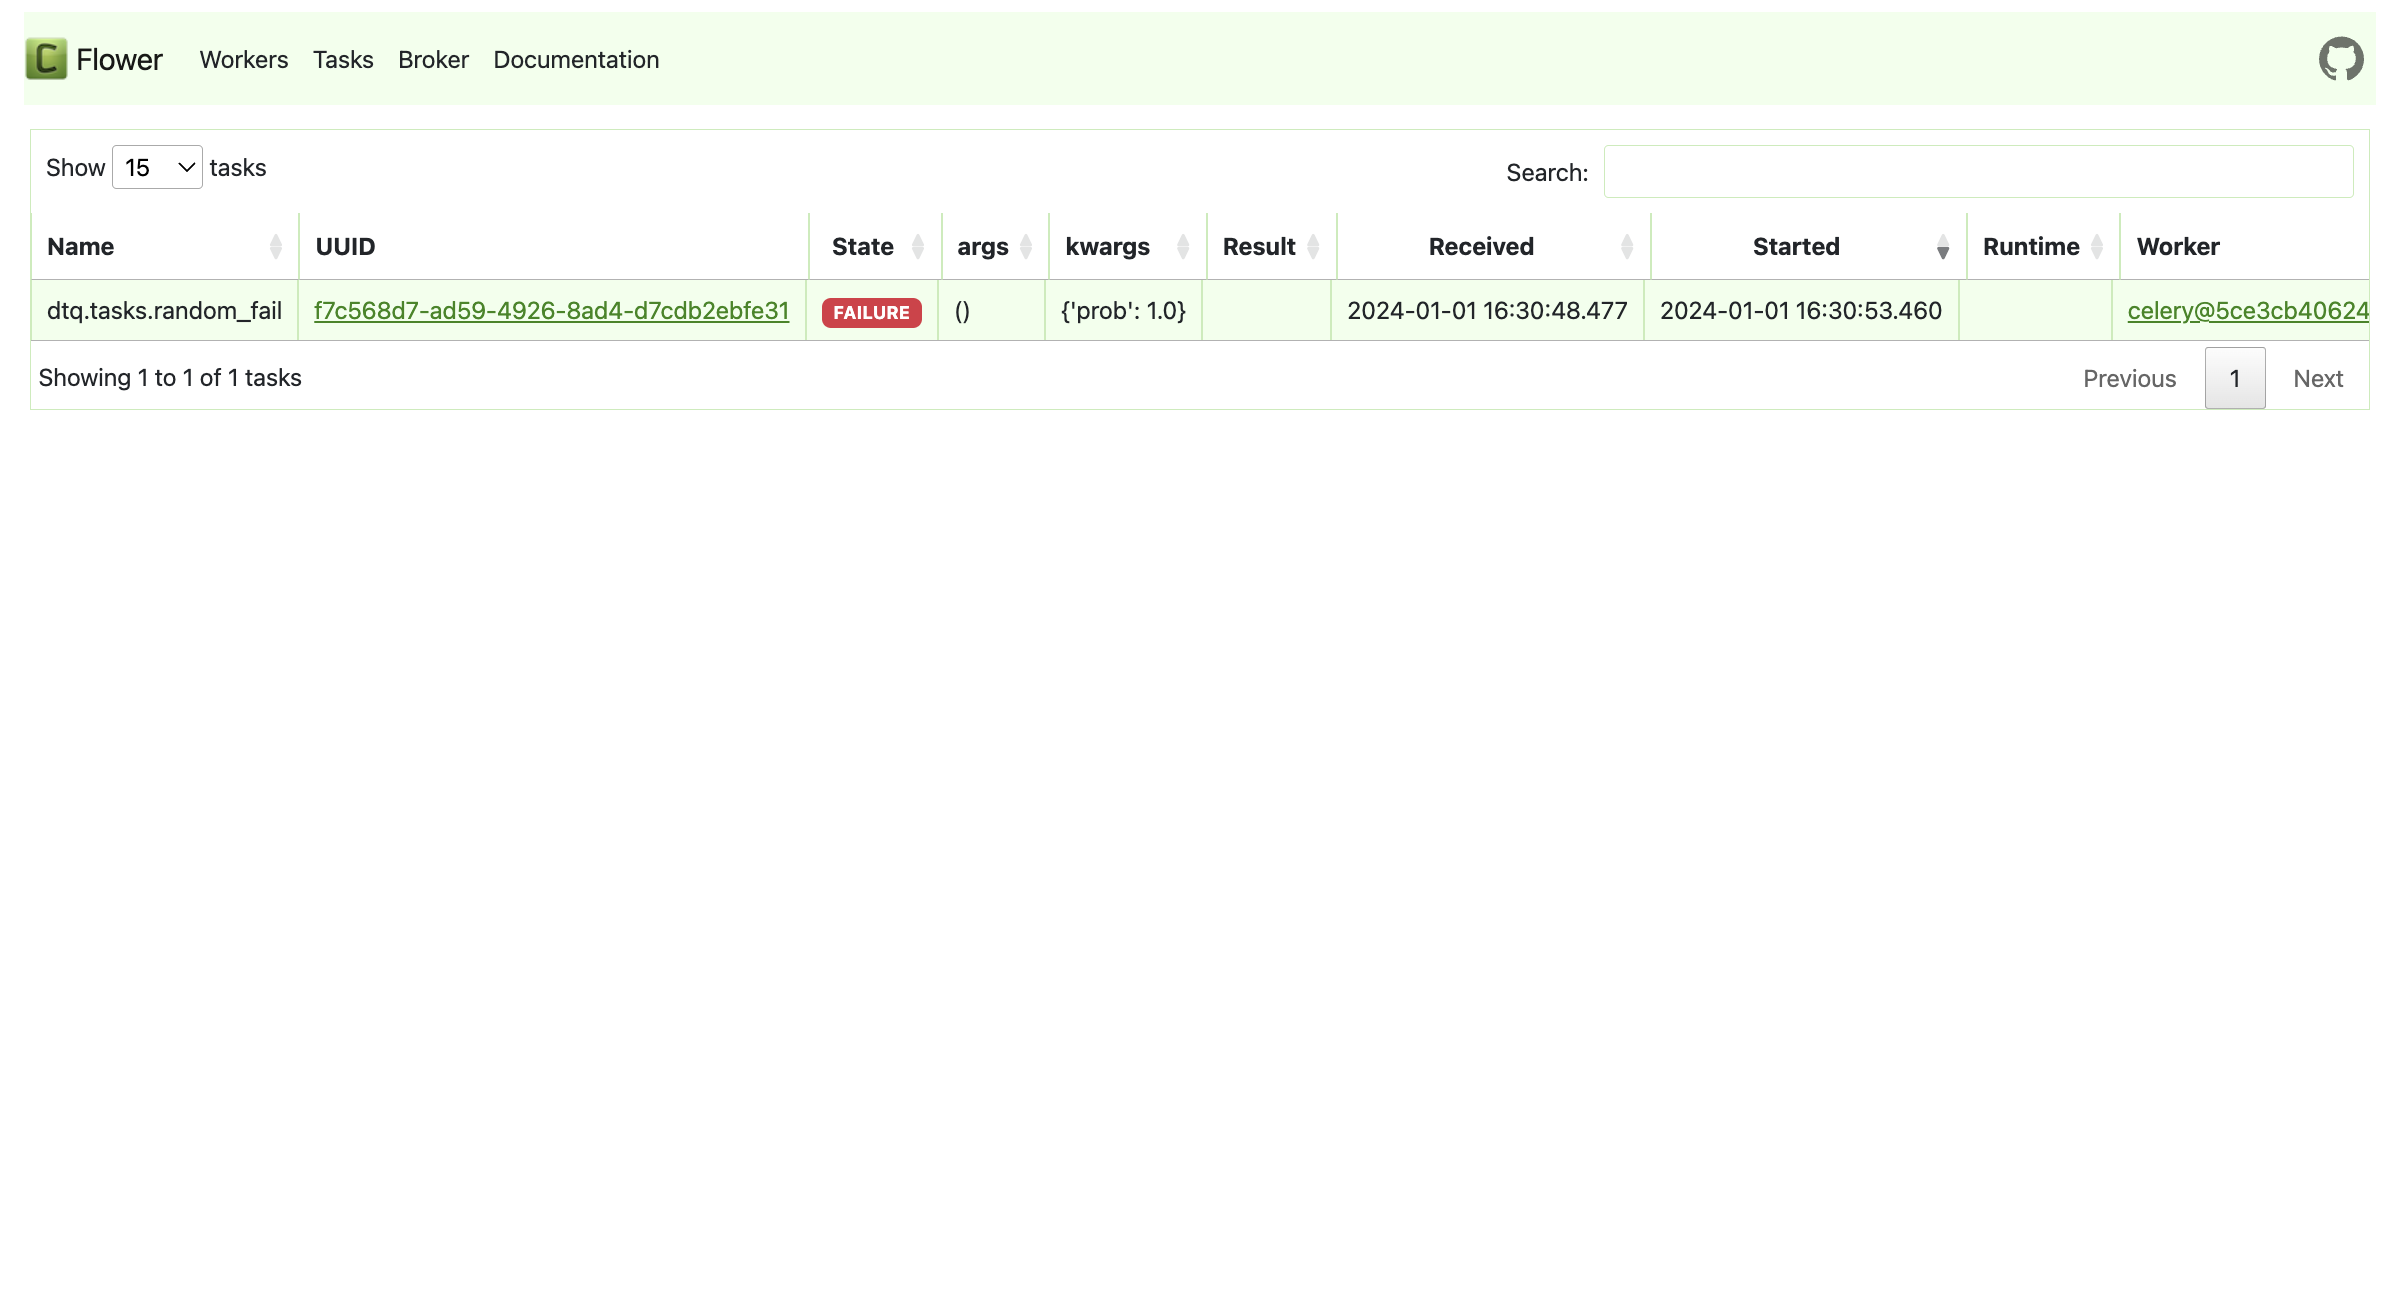 C Flower Workers Tasks Broker Documentation
Show 15 tasks Search:
Name UUID State args kwargs Result Received Started Runtime Worker
dtq.tasks.random_fail f7c568d7-ad59-4926-8ad4-d7cdb2ebfe31 FAILURE () {'prob': 1.0} 2024-01-01 16:30:48.477 2024-01-01 16:30:53.460 celery@5ce3cb40624
Showing 1 to 1 of 1 tasks Previous 1 Next